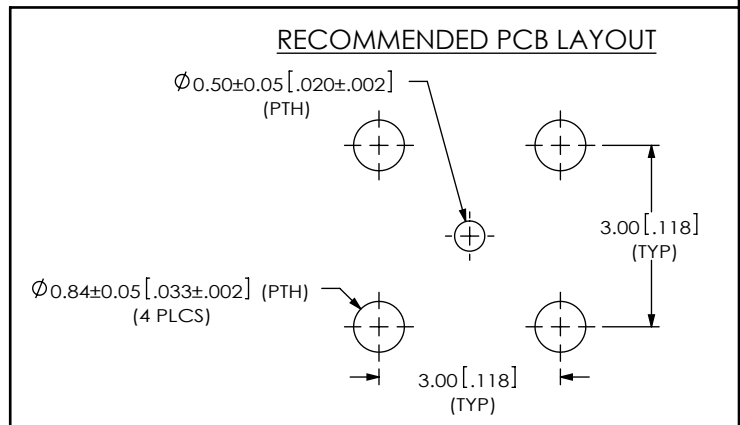 RECOMMENDED PCB LAYOUT
Ø0.50±0.05[.020±.002]
(PTH)
3.00[.118]
(TYP)
Ø0.84±0.05[.033±.002] (PTH)
(4 PLCS)
3.00[.118]
(TYP)